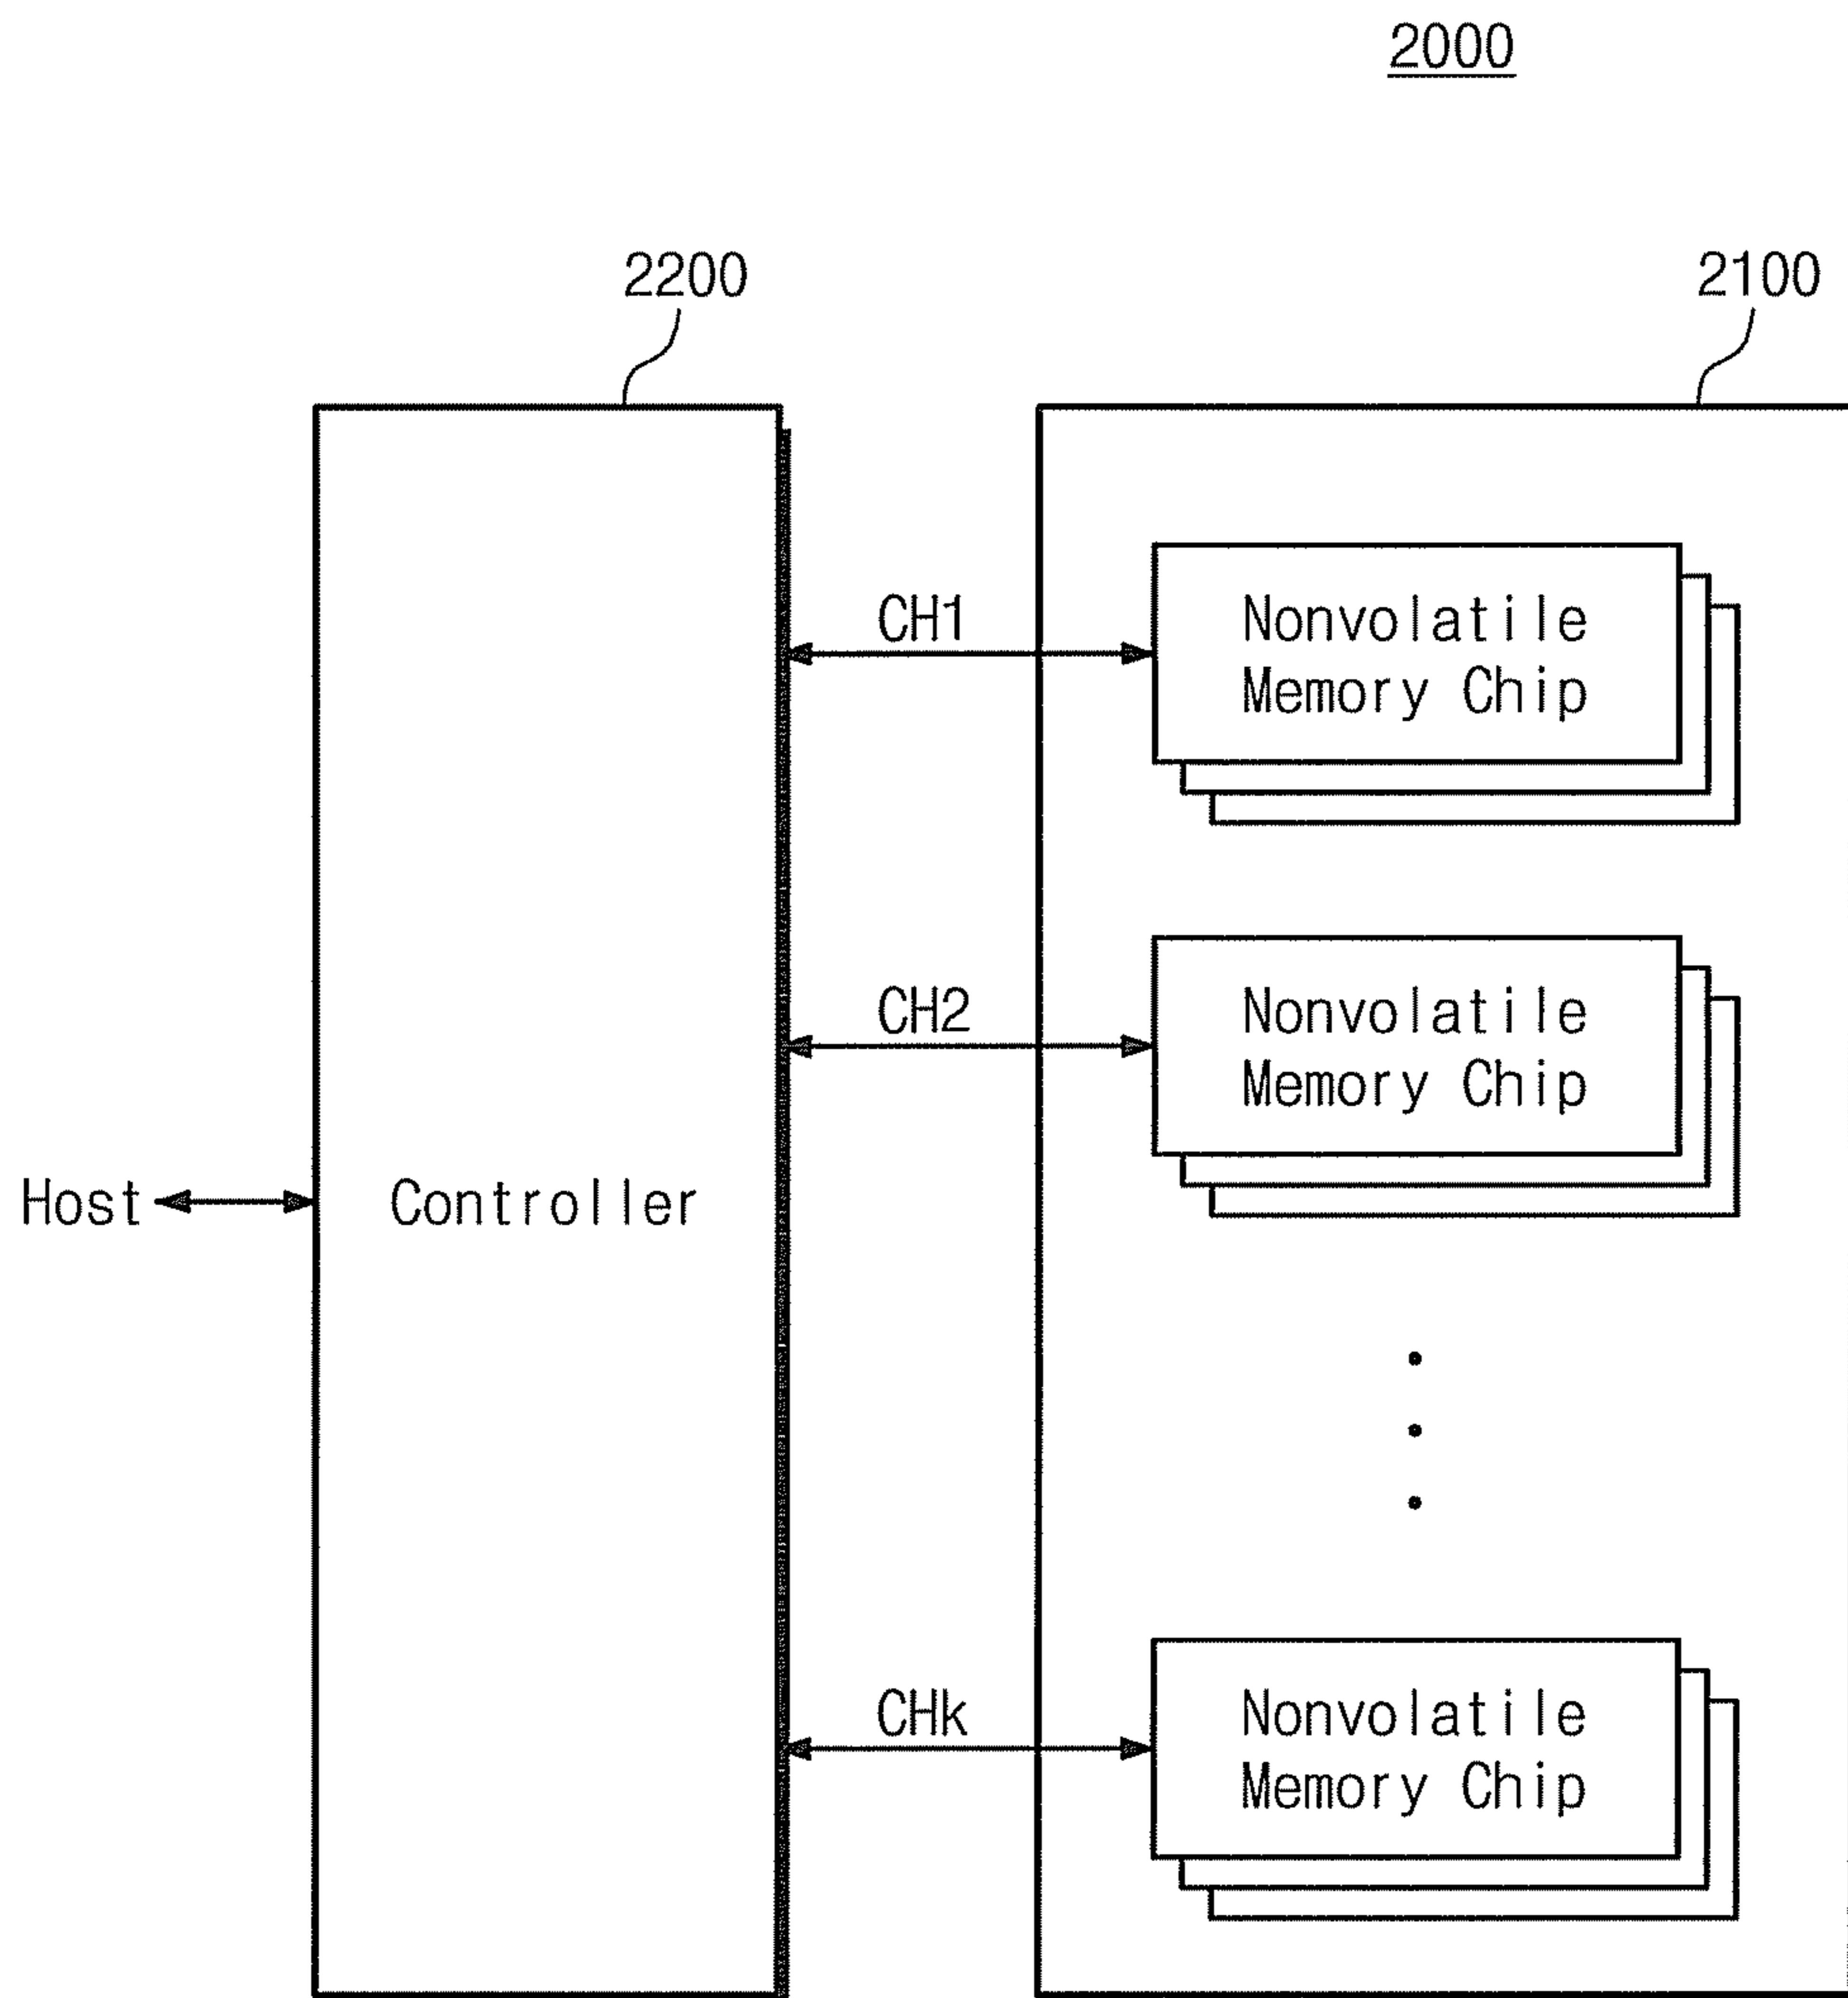 2000
2200
2100
CH1
Nonvolatile
Memory Chip
CH2
Nonvolatile
Memory Chip
Host
Controller
CHk
Nonvolatile
Memory Chip